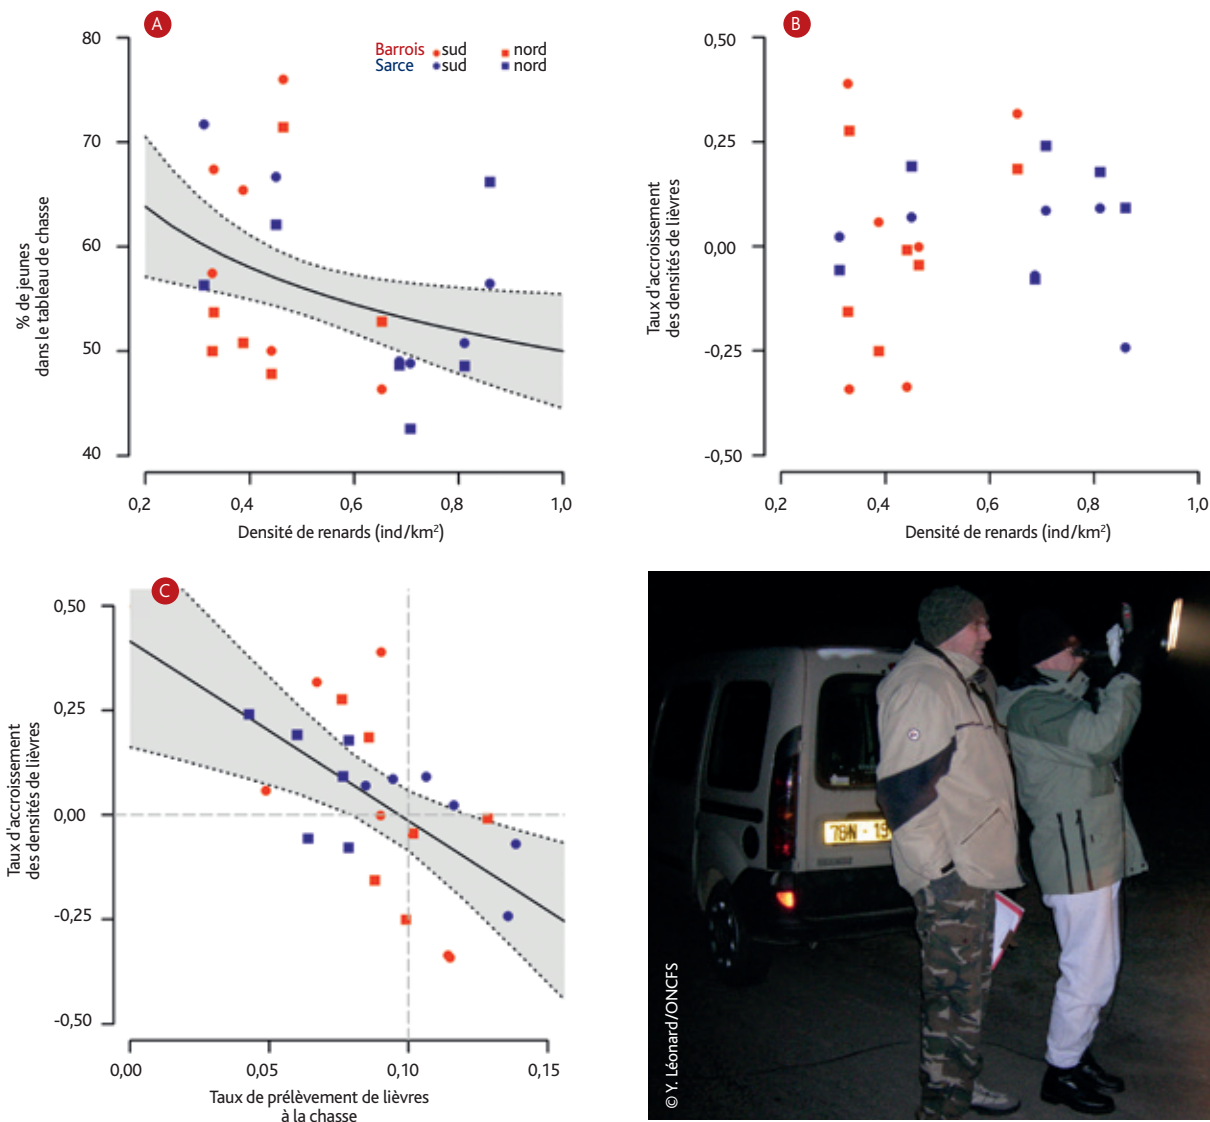 A
80
70
60
50
40
% de jeunes
dans le tableau de chasse
Barrois sud nord
Sarce sud nord
0,2 0,4 0,6 0,8 1,0
Densité de renards (ind/km²)
B
0,50
0,25
0,00
-0,25
-0,50
Taux d'accroissement
des densités de lièvres
0,2 0,4 0,6 0,8 1,0
Densité de renards (ind/km²)
C
0,50
0,25
0,00
-0,25
-0,50
Taux d'accroissement
des densités de lièvres
0,00 0,05 0,10 0,15
Taux de prélèvement de lièvres
à la chasse
© Y. Léonard/ONCFS